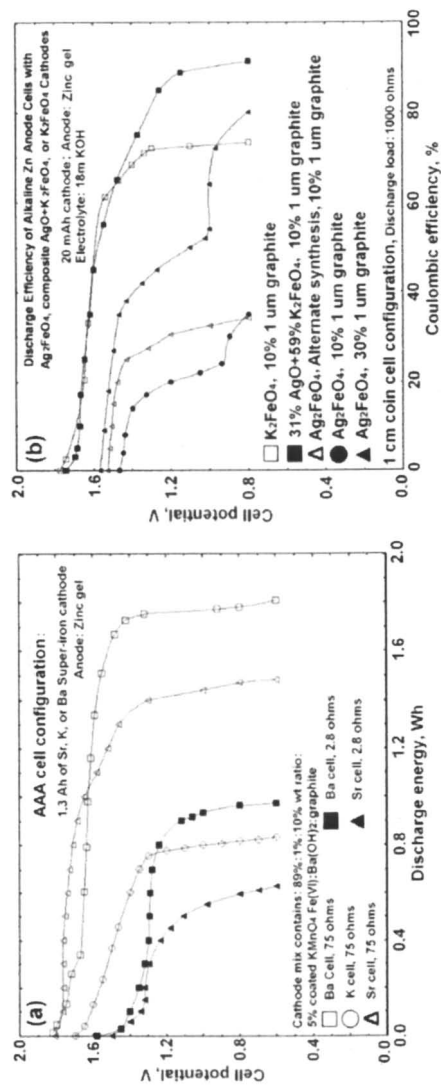 (a)
AAA cell configuration:
1.3 Ah of Sr, K, or Ba Super-iron cathode
Anode: Zinc gel
Cell potential, V
2.0
1.6
1.2
0.8
0.4
0.0
Cathode mix contains: 89%:1%:10% wt ratio:
5% coated KMnO4 Fe(VI):Ba(OH)2:graphite
Ba Cell, 75 ohms
K cell, 75 ohms
Sr cell, 75 ohms
Ba cell, 2.8 ohms
Sr cell, 2.8 ohms
0.0 0.4 0.8 1.2 1.6 2.0
Discharge energy, Wh
(b)
Discharge Efficiency of Alkaline Zn Anode Cells with
Ag2FeO4, composite AgO+K2FeO4, or K2FeO4 Cathodes
20 mAh cathode; Anode: Zinc gel
Electrolyte: 18m KOH
Cell potential, V
2.0
1.6
1.2
0.8
0.4
0.0
K2FeO4, 10% 1 um graphite
31% AgO+59% K2FeO4, 10% 1 um graphite
Ag2FeO4, Alternate synthesis, 10% 1 um graphite
Ag2FeO4, 10% 1 um graphite
Ag2FeO4, 30% 1 um graphite
1 cm coin cell configuration, Discharge load: 1000 ohms
0 20 40 60 80 100
Coulombic efficiency, %